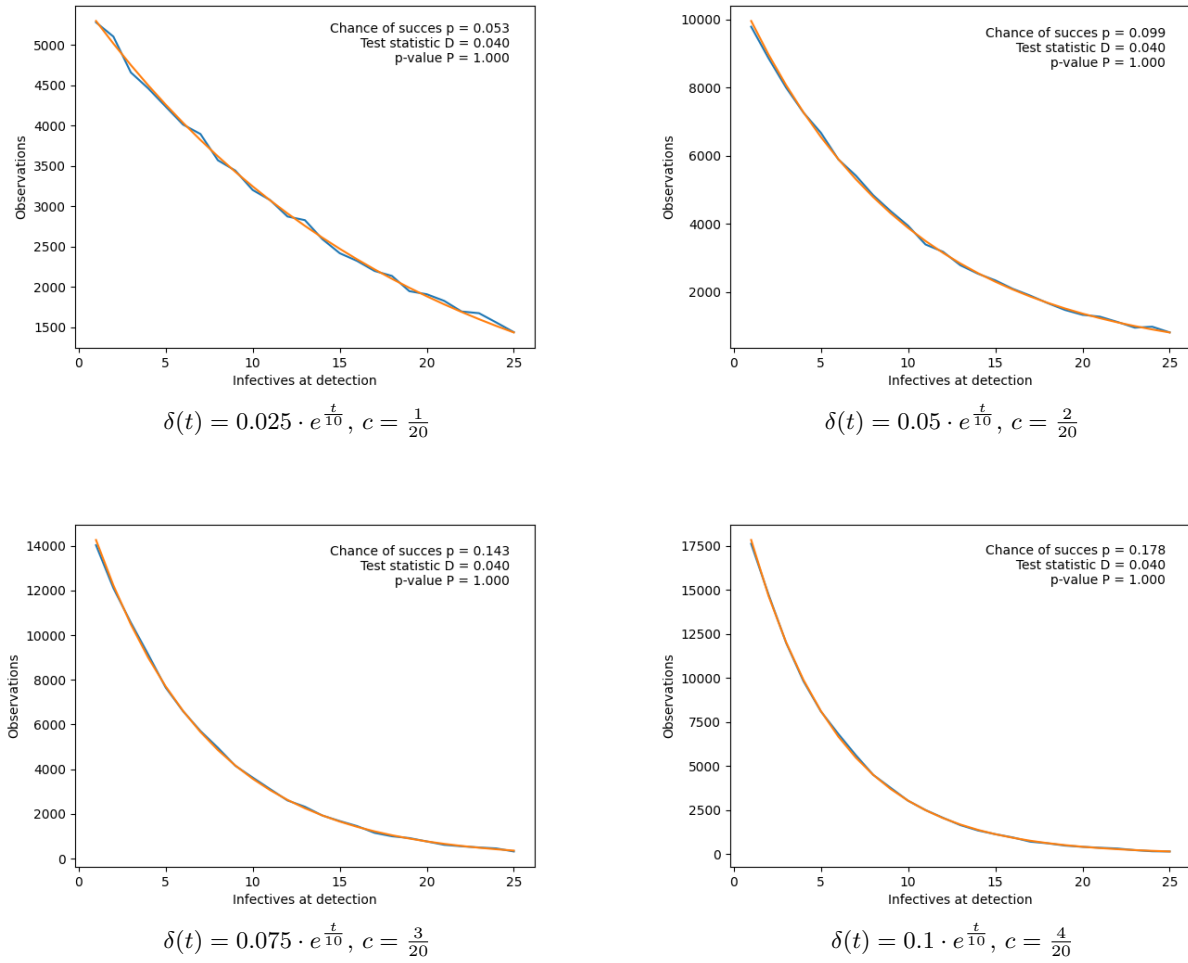 Chance of succes p = 0.053
Test statistic D = 0.040
p-value P = 1.000
5000
4500
4000
3500
3000
2500
2000
1500
Observations
0 5 10 15 20 25
Infectives at detection
δ(t) = 0.025 · e^{t/10}, c = 1/20
Chance of succes p = 0.099
Test statistic D = 0.040
p-value P = 1.000
10000
8000
6000
4000
2000
Observations
0 5 10 15 20 25
Infectives at detection
δ(t) = 0.05 · e^{t/10}, c = 2/20
Chance of succes p = 0.143
Test statistic D = 0.040
p-value P = 1.000
14000
12000
10000
8000
6000
4000
2000
0
Observations
0 5 10 15 20 25
Infectives at detection
δ(t) = 0.075 · e^{t/10}, c = 3/20
Chance of succes p = 0.178
Test statistic D = 0.040
p-value P = 1.000
17500
15000
12500
10000
7500
5000
2500
0
Observations
0 5 10 15 20 25
Infectives at detection
δ(t) = 0.1 · e^{t/10}, c = 4/20